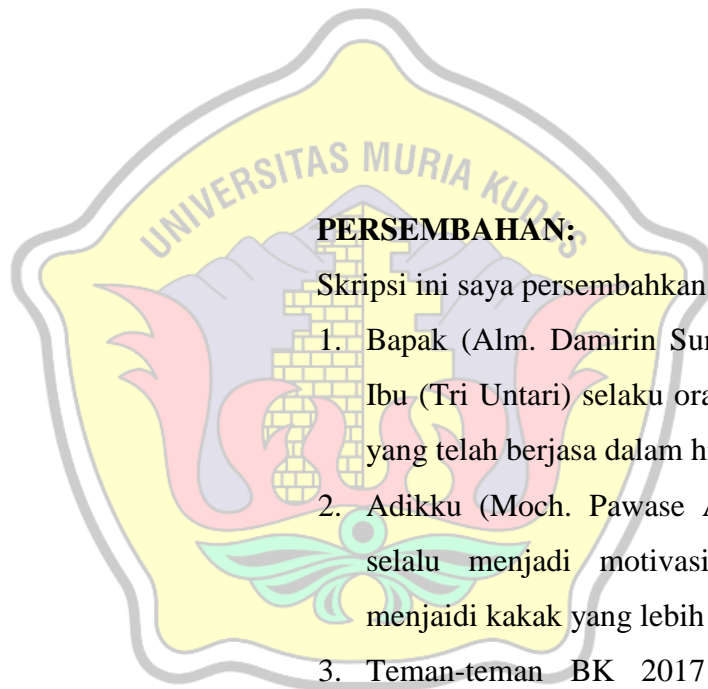 UNIVERSITAS MURIA KUDUS
PERSEMBAHAN:
Skripsi ini saya persembahkan
1. Bapak (Alm. Damirin Sur
Ibu (Tri Untari) selaku ora
yang telah berjasa dalam h
2. Adikku (Moch. Pawase A
selalu menjadi motivasi
menjaidi kakak yang lebih
3. Teman-teman BK 2017